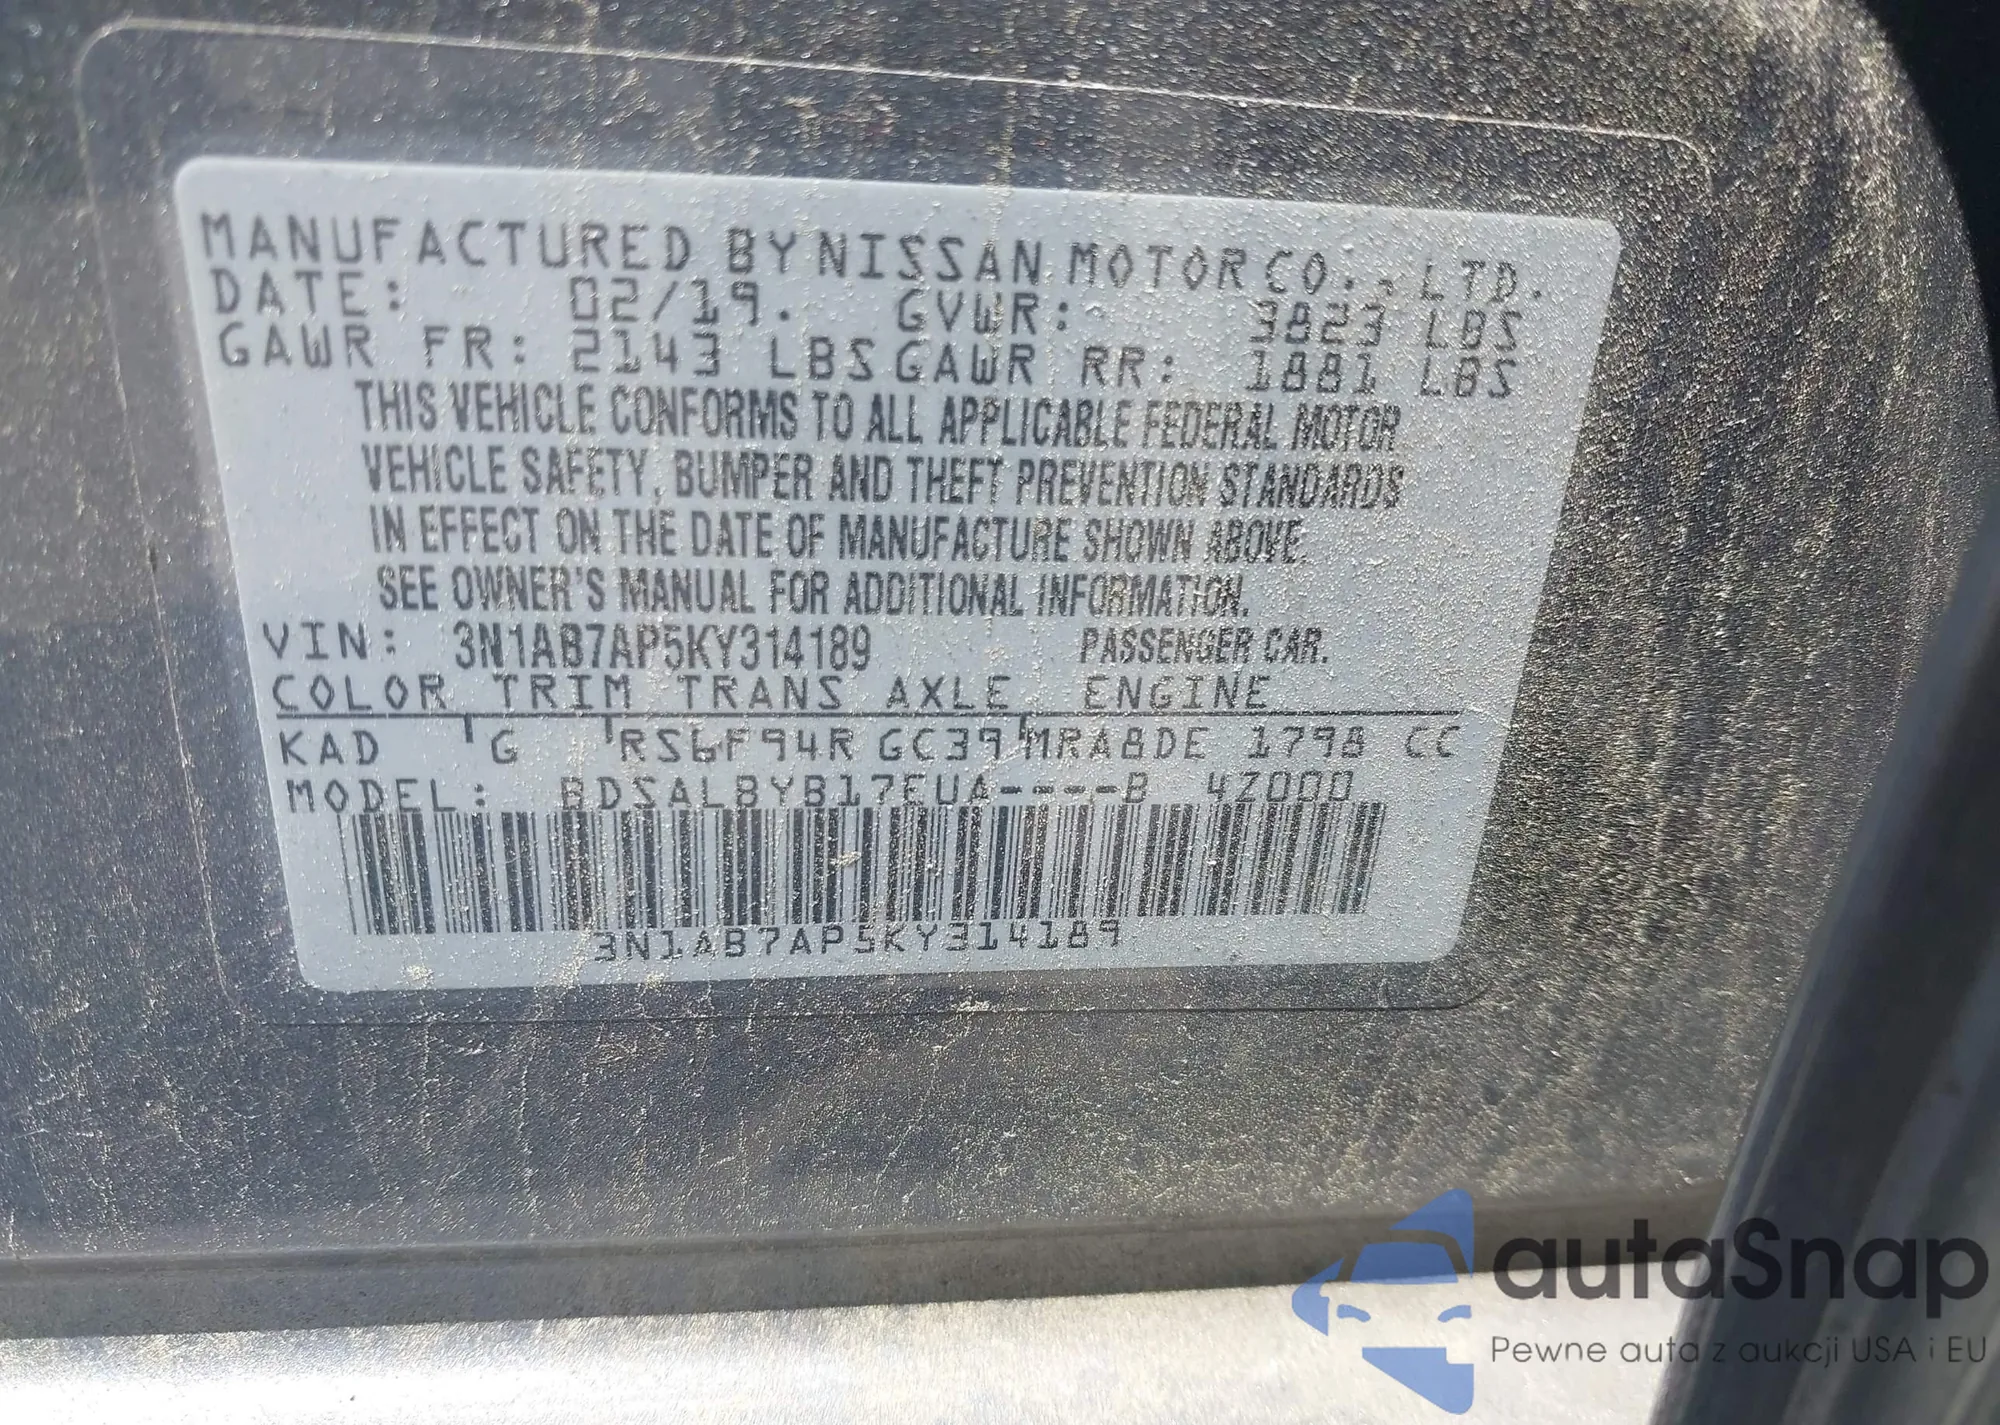 MANUFACTURED BY NISSAN MOTOR CO., LTD.
DATE: 02/19. GVWR: 3823 LBS
GAWR FR: 2143 LBS GAWR RR: 1881 LBS
THIS VEHICLE CONFORMS TO ALL APPLICABLE FEDERAL MOTOR
VEHICLE SAFETY, BUMPER AND THEFT PREVENTION STANDARDS
IN EFFECT ON THE DATE OF MANUFACTURE SHOWN ABOVE.
SEE OWNER'S MANUAL FOR ADDITIONAL INFORMATION.
VIN: 3N1AB7AP5KY314189 PASSENGER CAR.
COLOR TRIM TRANS AXLE ENGINE
KAD G RS6F94R GC39 MRA8DE 1798 CC
MODEL: BDSALBYB17EUA----B 4Z000
3N1AB7AP5KY314189
autaSnap
Pewne auta z aukcji USA i EU